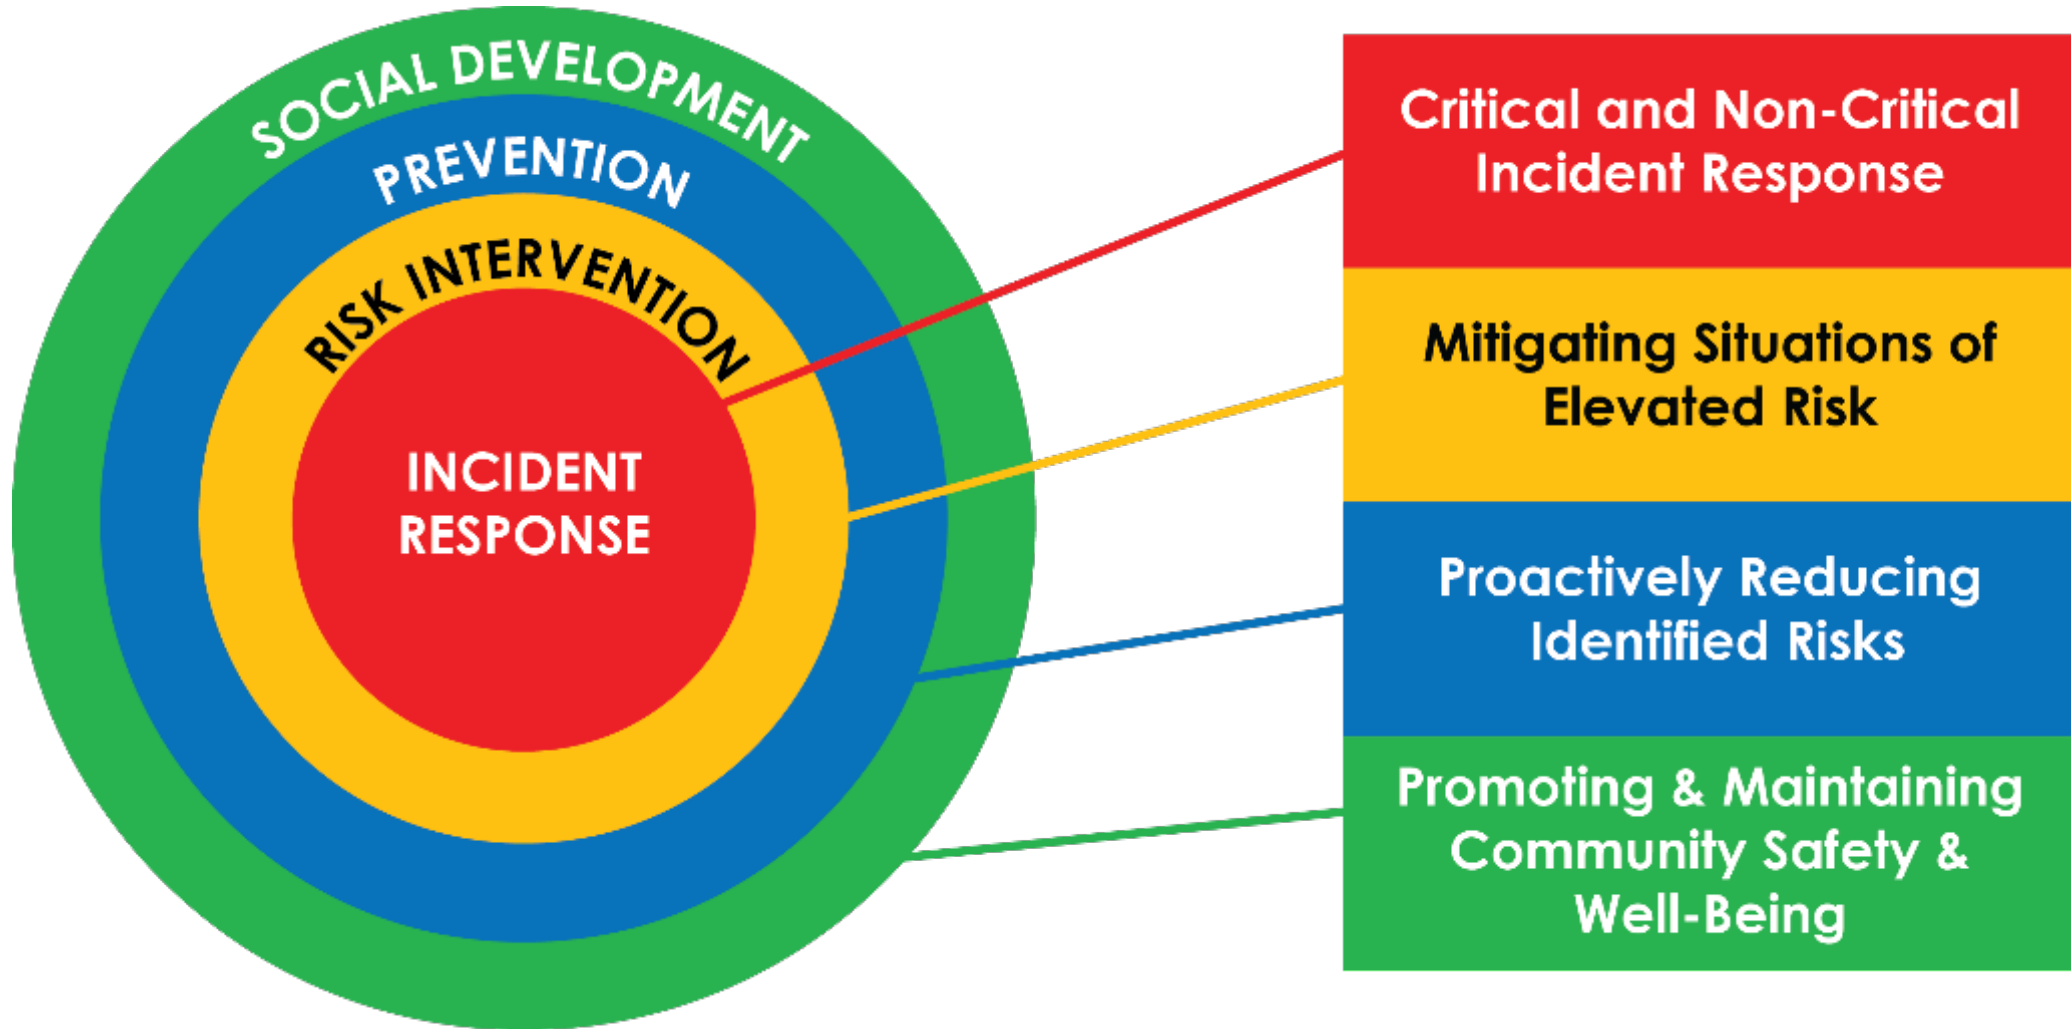 SOCIAL DEVELOPMENT
PREVENTION
RISK INTERVENTION
INCIDENT
RESPONSE
Critical and Non-Critical
Incident Response
Mitigating Situations of
Elevated Risk
Proactively Reducing
Identified Risks
Promoting & Maintaining
Community Safety &
Well-Being